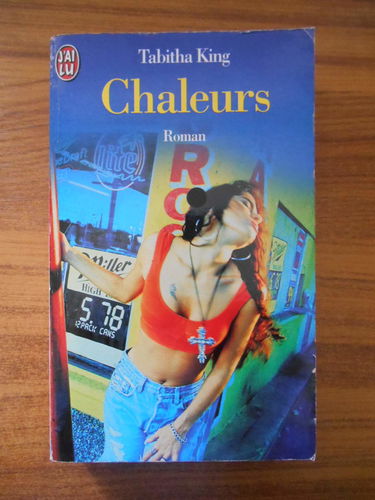 J'AI
LU
Tabitha King
Chaleurs
Roman
Lite
RO
Miller
HIGH
5.78
12 PACK CANS